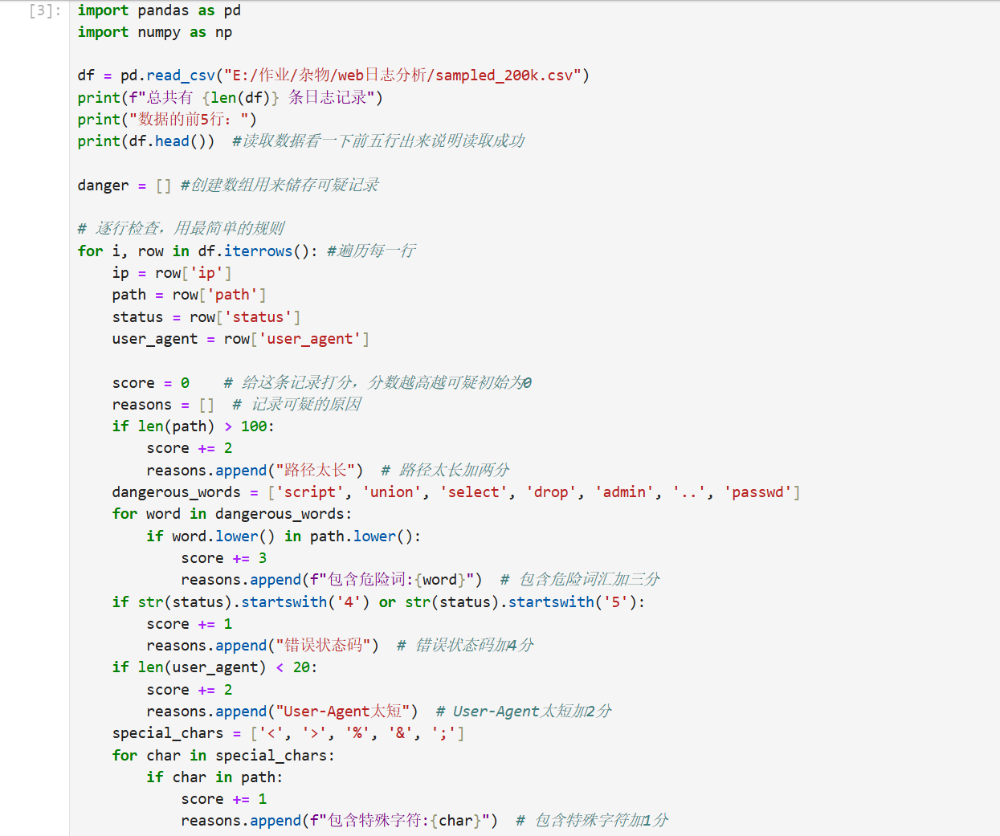 [3]:
import pandas as pd
import numpy as np
df = pd.read_csv("E:/作业/杂物/web日志分析/sampled_200k.csv")
print(f"总共有 {len(df)} 条日志记录")
print("数据的前5行：")
print(df.head())  #读取数据看一下前五行出来说明读取成功
danger = [] #创建数组用来储存可疑记录
# 逐行检查，用最简单的规则
for i, row in df.iterrows(): #遍历每一行
    ip = row['ip']
    path = row['path']
    status = row['status']
    user_agent = row['user_agent']
    score = 0    # 给这条记录打分，分数越高越可疑初始为0
    reasons = []  # 记录可疑的原因
    if len(path) > 100:
        score += 2
        reasons.append("路径太长")  # 路径太长加两分
    dangerous_words = ['script', 'union', 'select', 'drop', 'admin', '..', 'passwd']
    for word in dangerous_words:
        if word.lower() in path.lower():
            score += 3
            reasons.append(f"包含危险词:{word}")  # 包含危险词汇加三分
    if str(status).startswith('4') or str(status).startswith('5'):
        score += 1
        reasons.append("错误状态码")  # 错误状态码加4分
    if len(user_agent) < 20:
        score += 2
        reasons.append("User-Agent太短")  # User-Agent太短加2分
    special_chars = ['<', '>', '%', '&', ';']
    for char in special_chars:
        if char in path:
            score += 1
            reasons.append(f"包含特殊字符:{char}")  # 包含特殊字符加1分